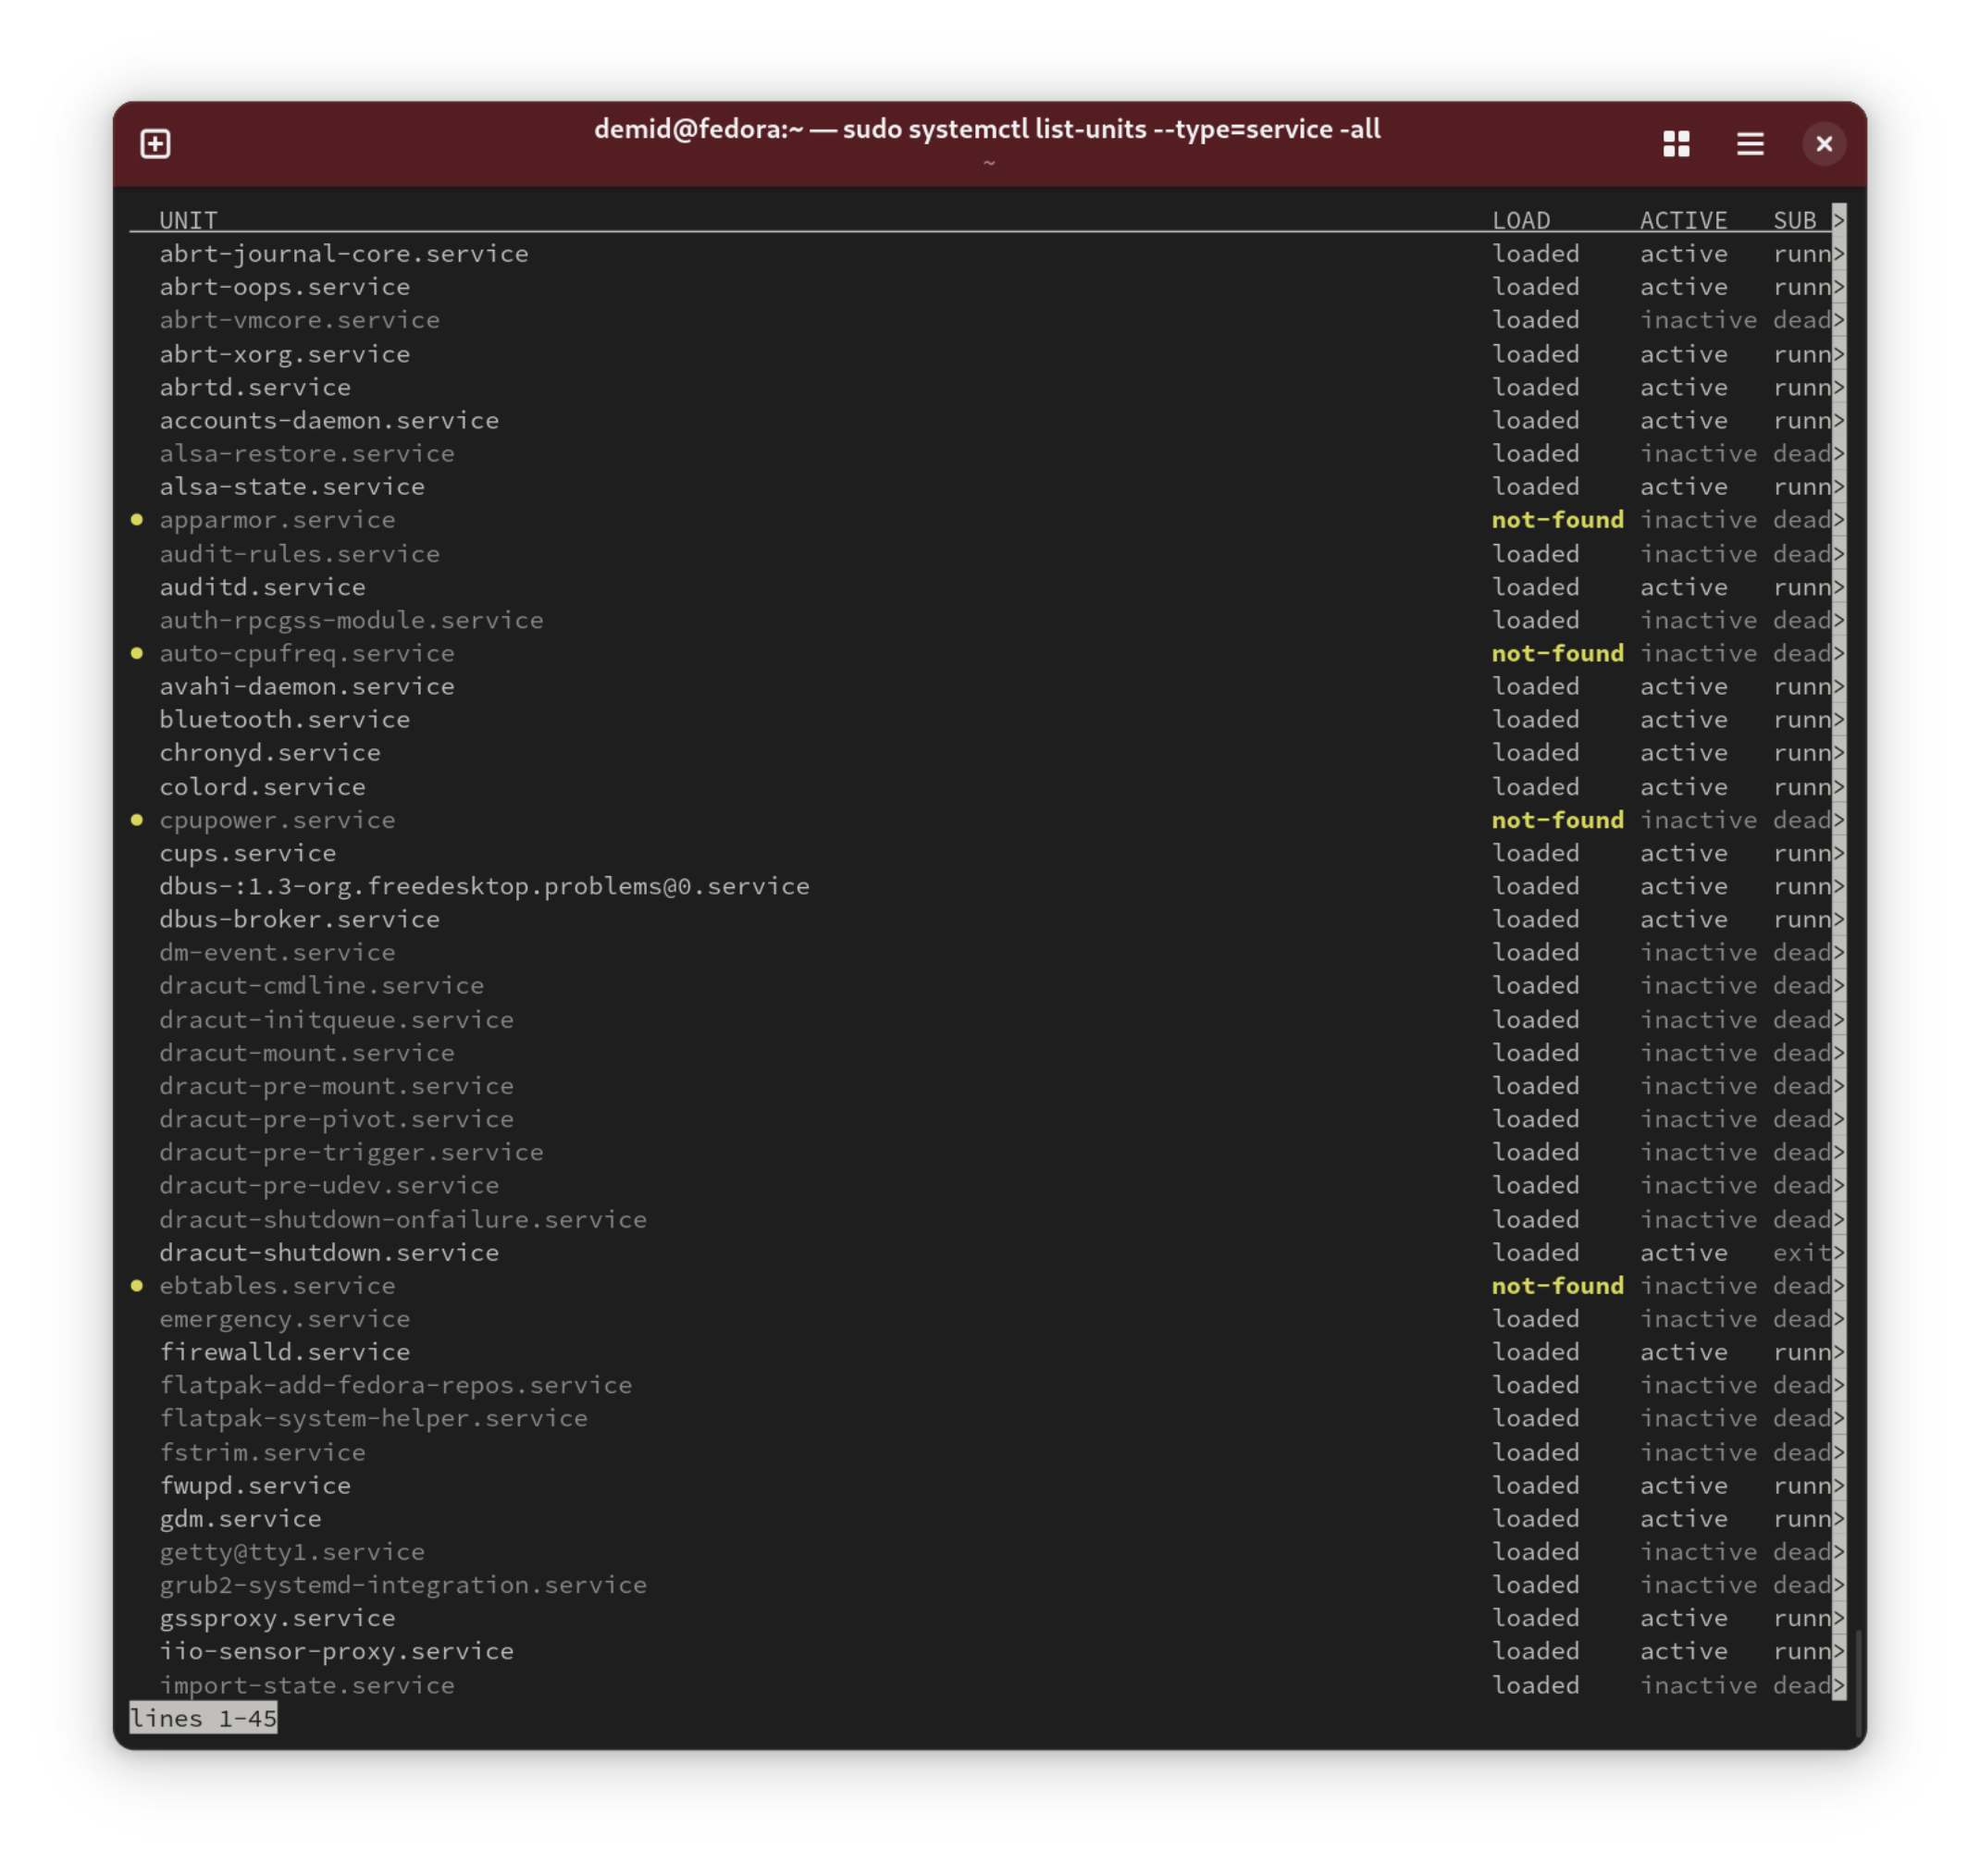 demid@fedora:~ — sudo systemctl list-units --type=service -all
~
UNIT LOAD ACTIVE SUB >
abrt-journal-core.service loaded active runn>
abrt-oops.service loaded active runn>
abrt-vmcore.service loaded inactive dead>
abrt-xorg.service loaded active runn>
abrtd.service loaded active runn>
accounts-daemon.service loaded active runn>
alsa-restore.service loaded inactive dead>
alsa-state.service loaded active runn>
● apparmor.service not-found inactive dead>
audit-rules.service loaded inactive dead>
auditd.service loaded active runn>
auth-rpcgss-module.service loaded inactive dead>
● auto-cpufreq.service not-found inactive dead>
avahi-daemon.service loaded active runn>
bluetooth.service loaded active runn>
chronyd.service loaded active runn>
colord.service loaded active runn>
● cpupower.service not-found inactive dead>
cups.service loaded active runn>
dbus-:1.3-org.freedesktop.problems@0.service loaded active runn>
dbus-broker.service loaded active runn>
dm-event.service loaded inactive dead>
dracut-cmdline.service loaded inactive dead>
dracut-initqueue.service loaded inactive dead>
dracut-mount.service loaded inactive dead>
dracut-pre-mount.service loaded inactive dead>
dracut-pre-pivot.service loaded inactive dead>
dracut-pre-trigger.service loaded inactive dead>
dracut-pre-udev.service loaded inactive dead>
dracut-shutdown-onfailure.service loaded inactive dead>
dracut-shutdown.service loaded active exit>
● ebtables.service not-found inactive dead>
emergency.service loaded inactive dead>
firewalld.service loaded active runn>
flatpak-add-fedora-repos.service loaded inactive dead>
flatpak-system-helper.service loaded inactive dead>
fstrim.service loaded inactive dead>
fwupd.service loaded active runn>
gdm.service loaded active runn>
getty@tty1.service loaded inactive dead>
grub2-systemd-integration.service loaded inactive dead>
gssproxy.service loaded active runn>
iio-sensor-proxy.service loaded active runn>
import-state.service loaded inactive dead>
lines 1-45